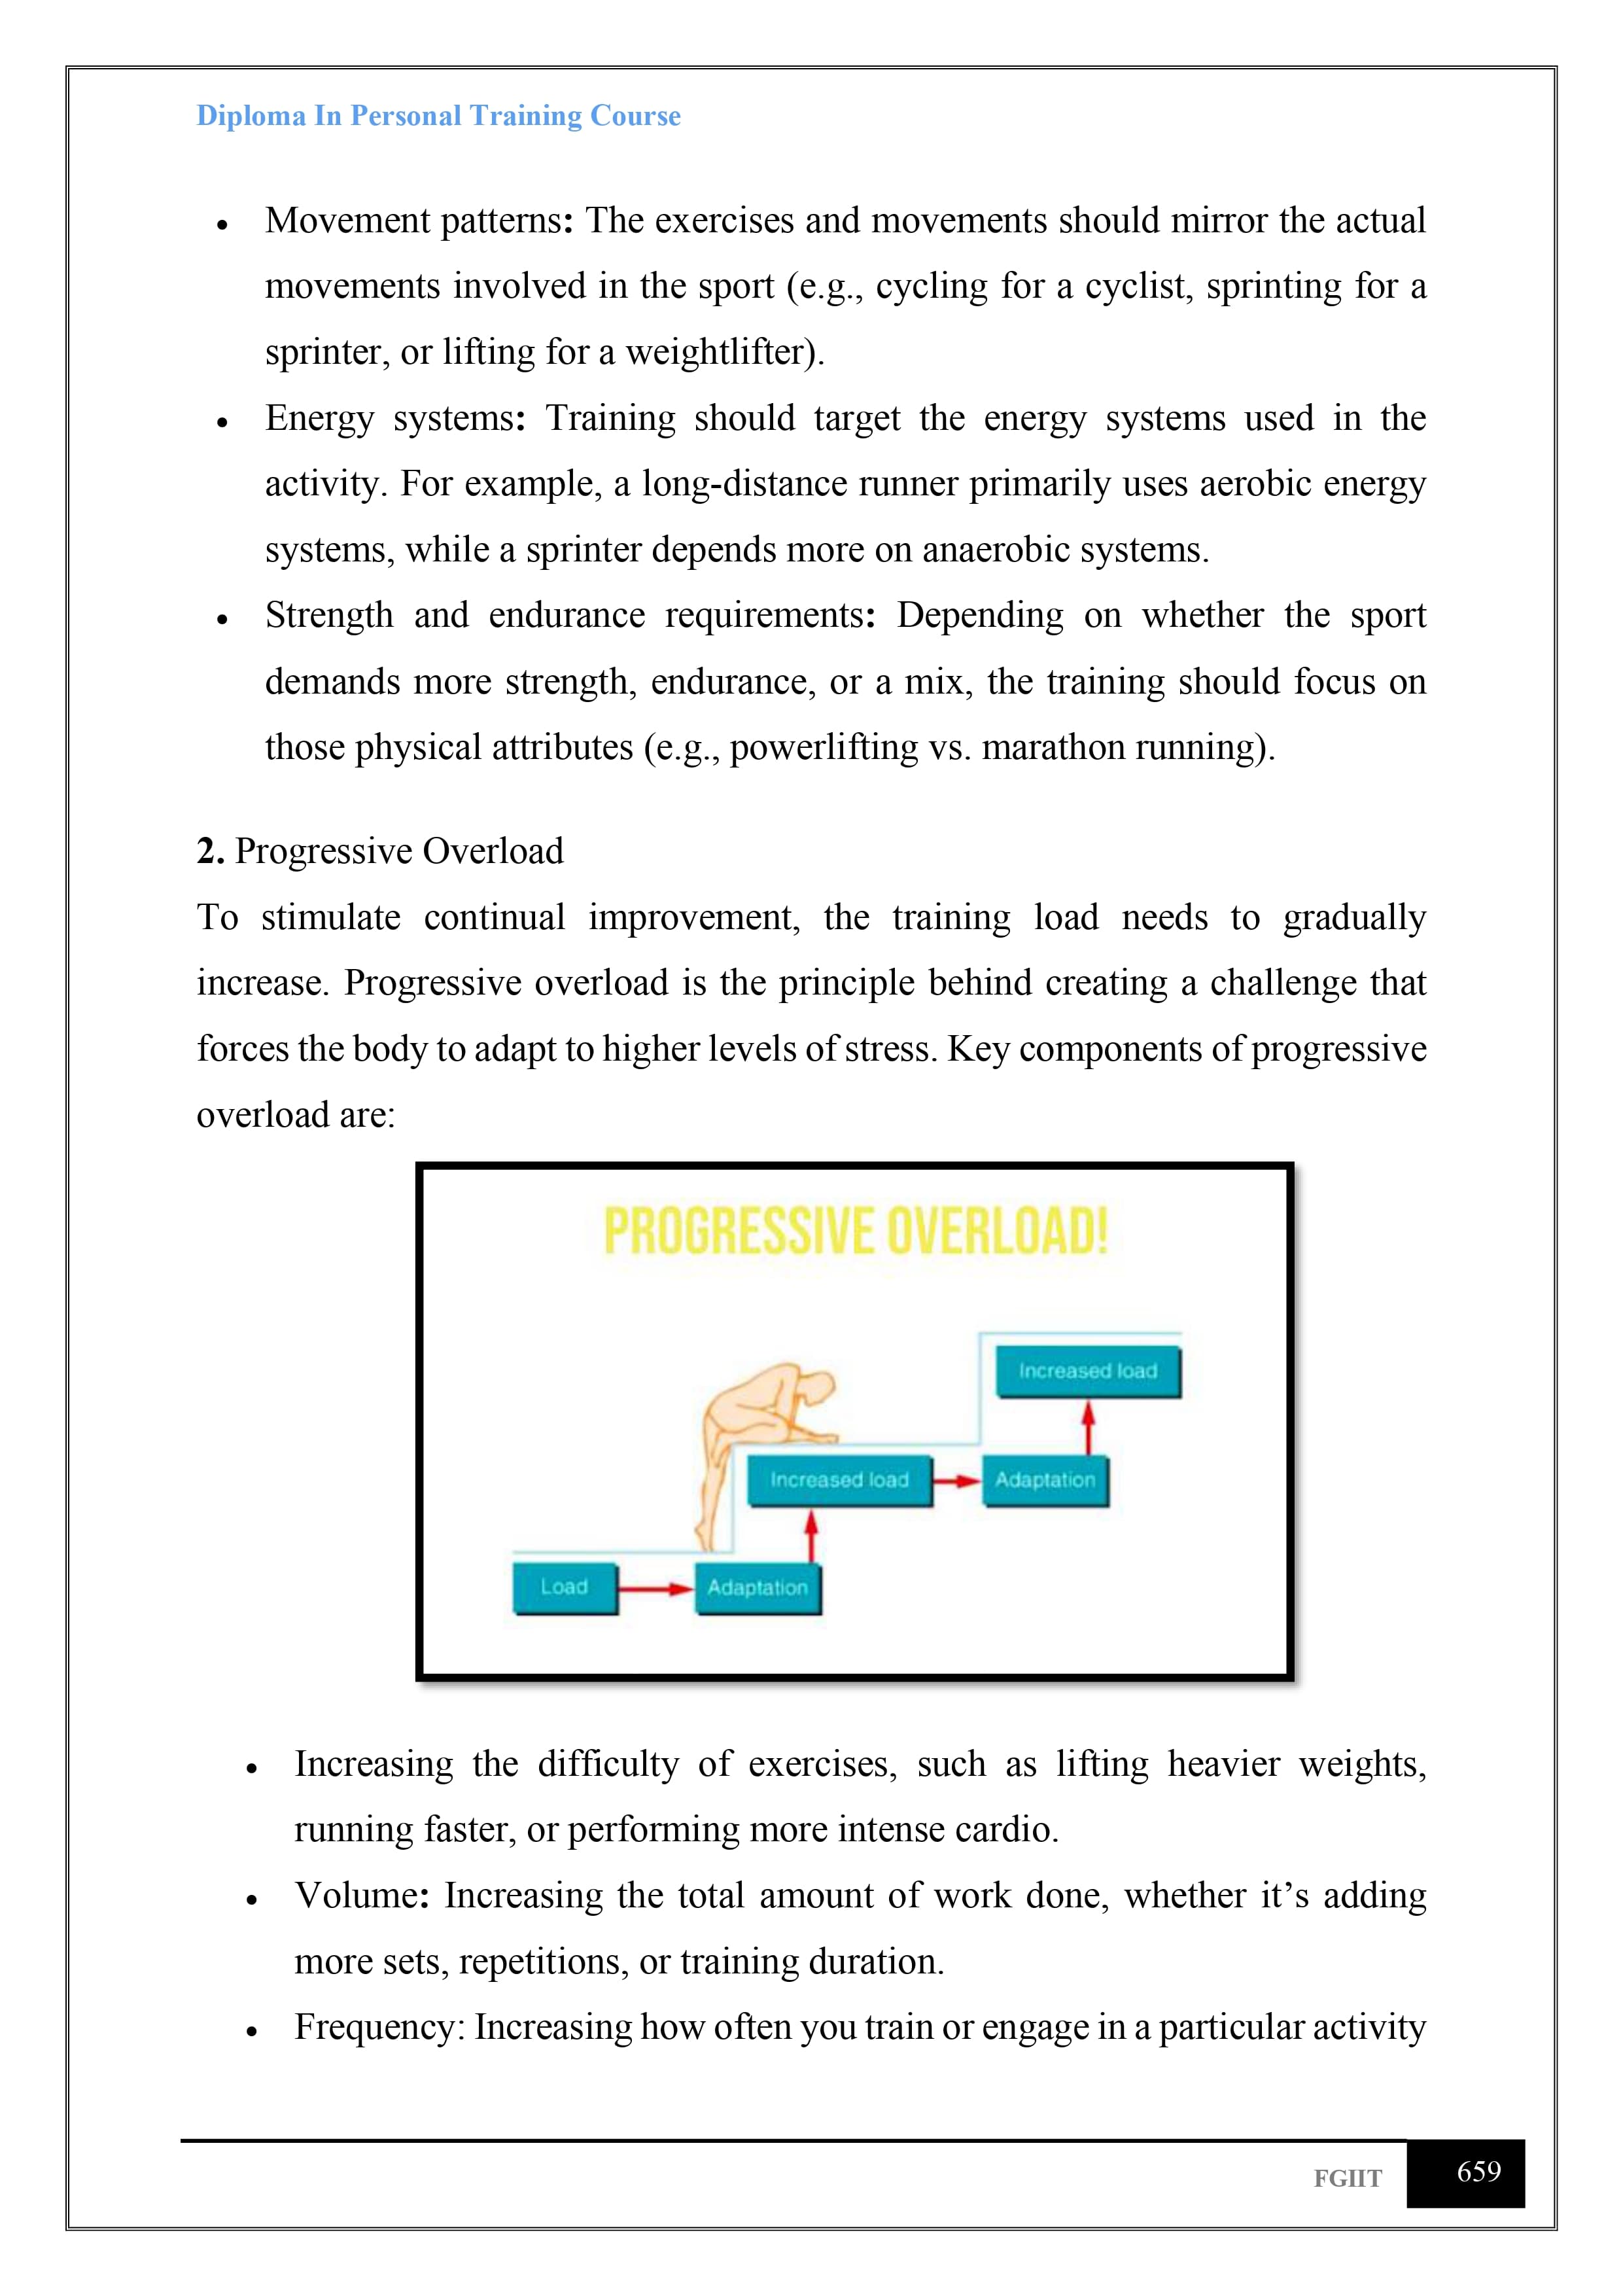 Diploma In Personal Training Course
• Movement patterns: The exercises and movements should mirror the actual
movements involved in the sport (e.g., cycling for a cyclist, sprinting for a
sprinter, or lifting for a weightlifter).
• Energy systems: Training should target the energy systems used in the
activity. For example, a long-distance runner primarily uses aerobic energy
systems, while a sprinter depends more on anaerobic systems.
• Strength and endurance requirements: Depending on whether the sport
demands more strength, endurance, or a mix, the training should focus on
those physical attributes (e.g., powerlifting vs. marathon running).
2. Progressive Overload
To stimulate continual improvement, the training load needs to gradually
increase. Progressive overload is the principle behind creating a challenge that
forces the body to adapt to higher levels of stress. Key components of progressive
overload are:
PROGRESSIVE OVERLOAD!
Increased load
Increased load
Adaptation
Load
Adaptation
• Increasing the difficulty of exercises, such as lifting heavier weights,
running faster, or performing more intense cardio.
• Volume: Increasing the total amount of work done, whether it’s adding
more sets, repetitions, or training duration.
• Frequency: Increasing how often you train or engage in a particular activity
FGIIT
659